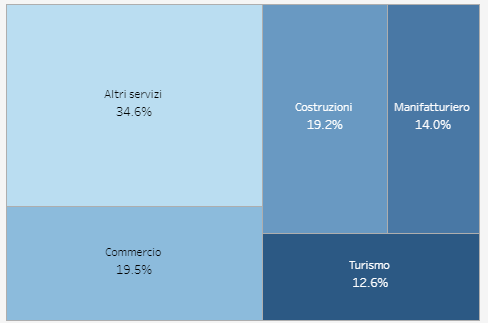 Altri servizi
34.6%
Commercio
19.5%
Costruzioni
19.2%
Manifatturiero
14.0%
Turismo
12.6%